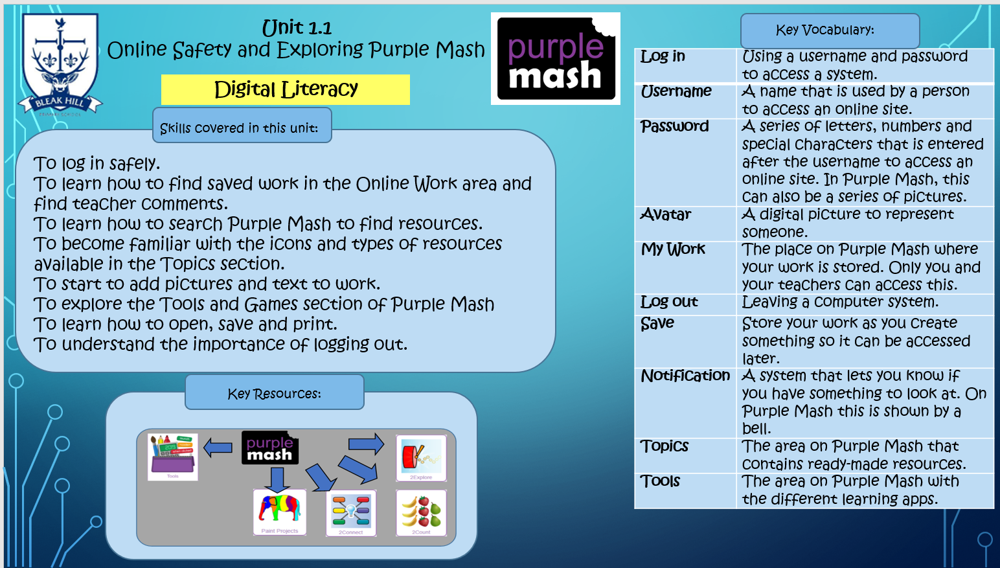 Unit 1.1
Online Safety and Exploring Purple Mash
Digital Literacy
BLEAK HILL
PRIMARY SCHOOL
purple
mash
Skills covered in this unit:
To log in safely.
To learn how to find saved work in the Online Work area and
find teacher comments.
To learn how to search Purple Mash to find resources.
To become familiar with the icons and types of resources
available in the Topics section.
To start to add pictures and text to work.
To explore the Tools and Games section of Purple Mash
To learn how to open, save and print.
To understand the importance of logging out.
Key Resources:
Tools
purple
mash
2Explore
Paint Projects
2Connect
2Count
Key Vocabulary:
Log in
Using a username and password
to access a system.
Username
A name that is used by a person
to access an online site.
Password
A series of letters, numbers and
special characters that is entered
after the username to access an
online site. In Purple Mash, this
can also be a series of pictures.
Avatar
A digital picture to represent
someone.
My Work
The place on Purple Mash where
your work is stored. Only you and
your teachers can access this.
Log out
Leaving a computer system.
Save
Store your work as you create
something so it can be accessed
later.
Notification
A system that lets you know if
you have something to look at. On
Purple Mash this is shown by a
bell.
Topics
The area on Purple Mash that
contains ready-made resources.
Tools
The area on Purple Mash with
the different learning apps.